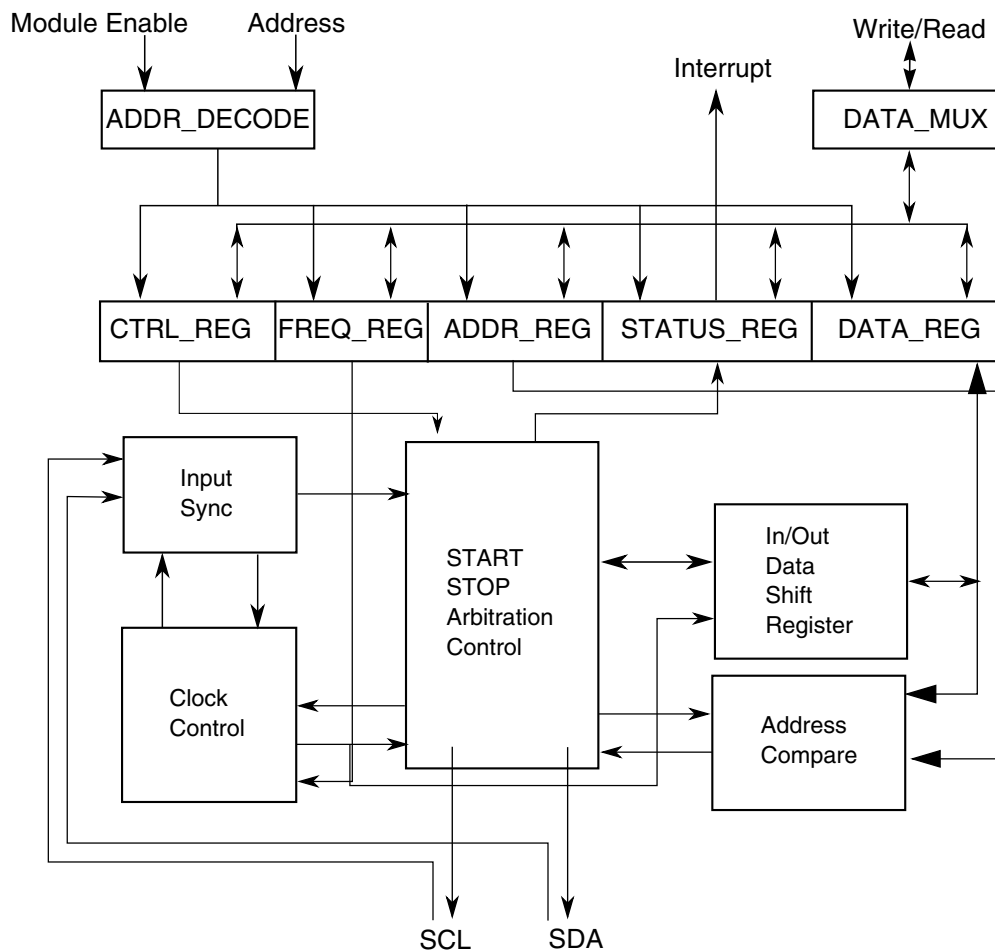 Module Enable
Address
Write/Read
Interrupt
ADDR_DECODE
DATA_MUX
CTRL_REG
FREQ_REG
ADDR_REG
STATUS_REG
DATA_REG
Input
Sync
START
STOP
Arbitration
Control
In/Out
Data
Shift
Register
Clock
Control
Address
Compare
SCL
SDA